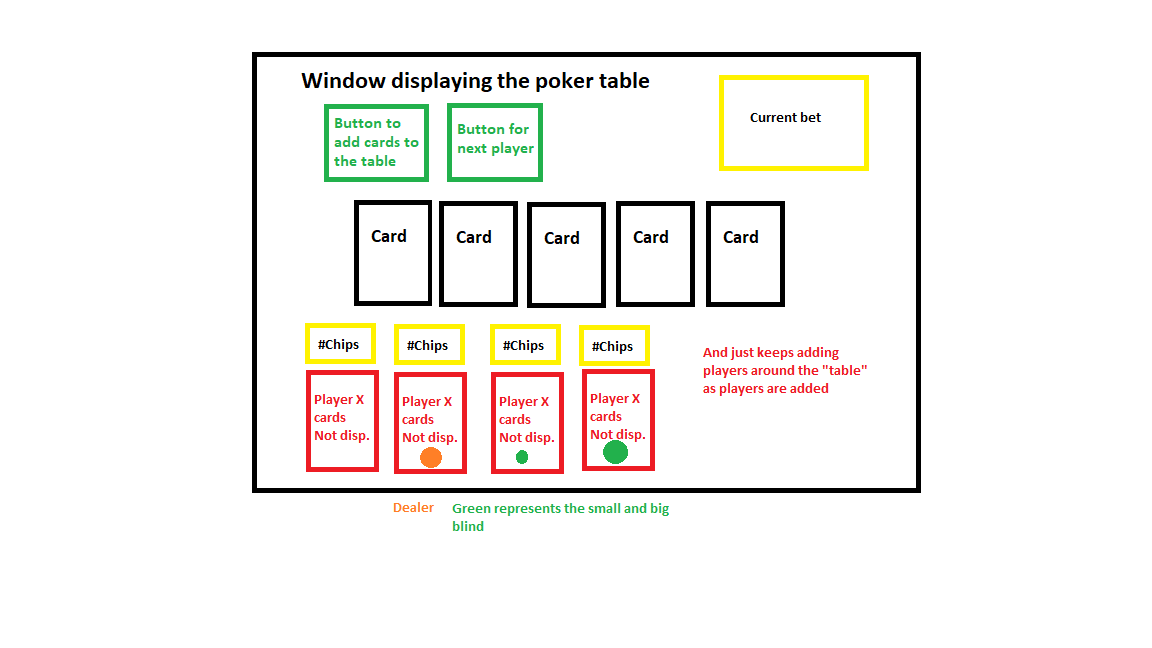 Window displaying the poker table
Button to
add cards to
the table
Button for
next player
Current bet
Card
Card
Card
Card
Card
#Chips
#Chips
#Chips
#Chips
Player X
cards
Not disp.
Player X
cards
Not disp.
Player X
cards
Not disp.
Player X
cards
Not disp.
And just keeps adding
players around the "table"
as players are added
Dealer
Green represents the small and big
blind